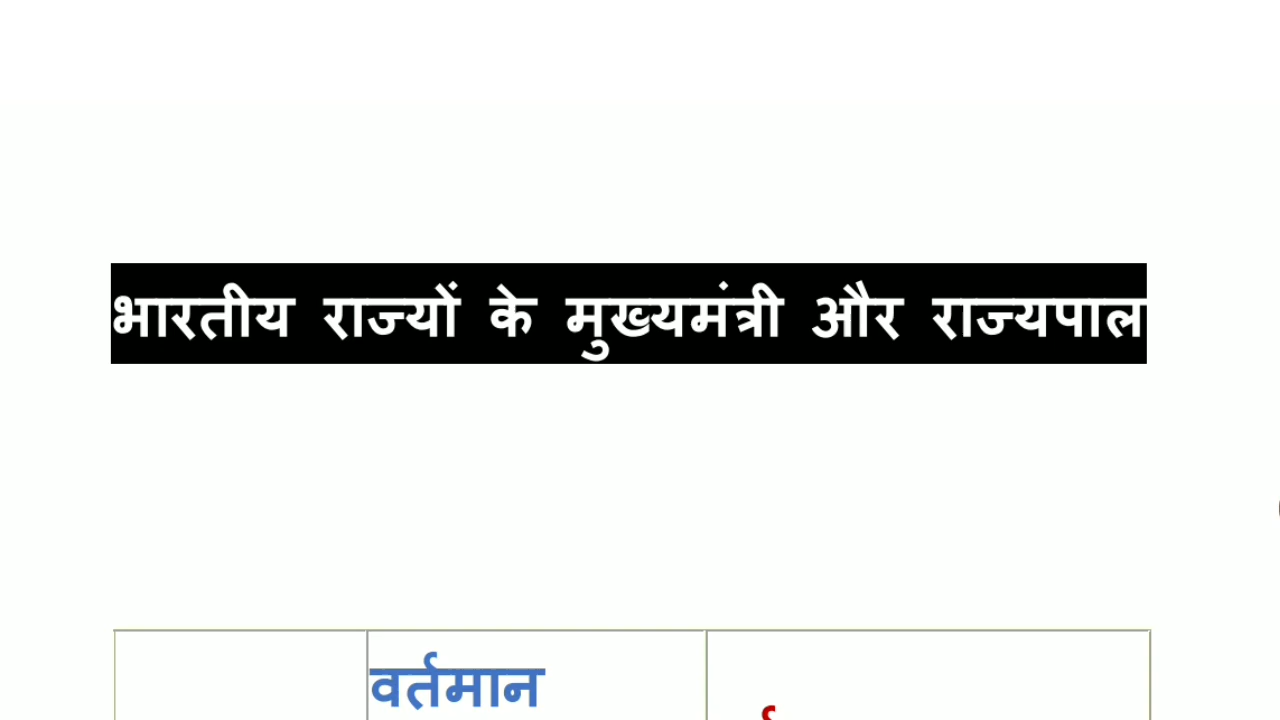 भारतीय राज्यों के मुख्यमंत्री और राज्यपाल
वर्तमान